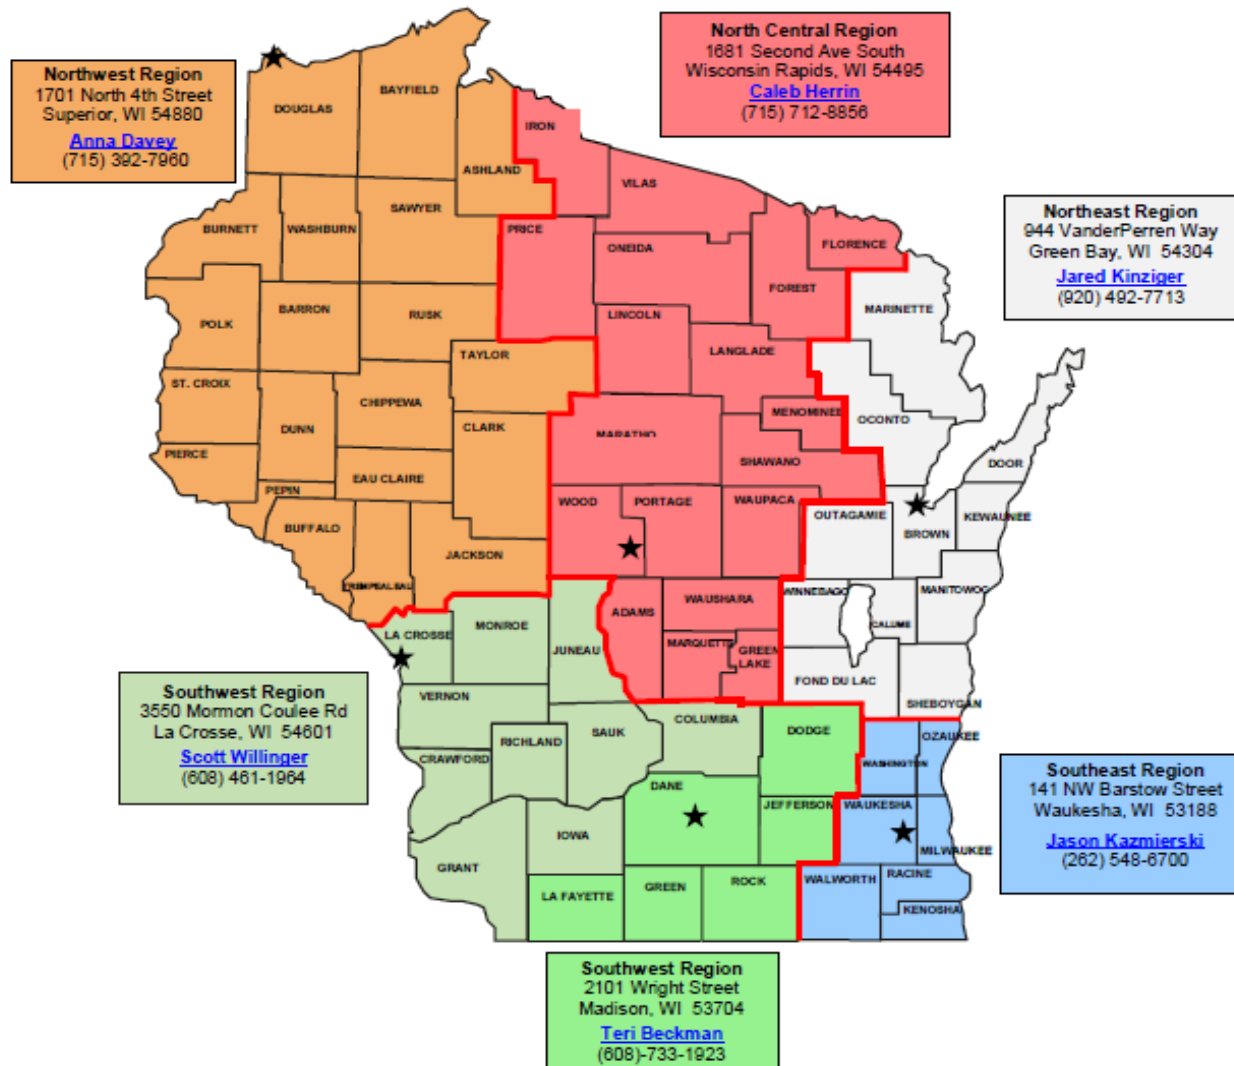 North Central Region
1681 Second Ave South
Wisconsin Rapids, WI 54495
Caleb Herrin
(715) 712-8856
Northwest Region
1701 North 4th Street
Superior, WI 54880
Anna Davey
(715) 392-7960
Northeast Region
944 VanderPerren Way
Green Bay, WI 54304
Jared Kinziger
(920) 492-7713
DOUGLAS
BAYFIELD
ASHLAND
IRON
VILAS
BURNETT
WASHBURN
SAWYER
PRICE
ONEIDA
FLORENCE
FOREST
MARINETTE
POLK
BARRON
RUSK
LINCOLN
LANGLADE
TAYLOR
ST. CROIX
CHIPPEWA
DUNN
CLARK
MARATHO
MENOMINEE
OCONTO
PIERCE
EAU CLAIRE
SHAWANO
DOOR
PEPIN
BUFFALO
WOOD
PORTAGE
WAUPACA
OUTAGAMIE
BROWN
KEWAUNEE
TREMPEALEAU
JACKSON
ADAMS
WAUSHARA
WINNEBAGO
CALUME
MANITOWOC
LA CROSSE
MONROE
JUNEAU
MARQUETTE
GREEN
LAKE
FOND DU LAC
SHEBOYGAN
VERNON
RICHLAND
SAUK
COLUMBIA
DODGE
OZAUKEE
WASHINGTON
CRAWFORD
DANE
JEFFERSON
WAUKESHA
MILWAUKEE
GRANT
IOWA
LA FAYETTE
GREEN
ROCK
WALWORTH
RACINE
KENOSHA
Southwest Region
3550 Mormon Coulee Rd
La Crosse, WI 54601
Scott Willinger
(608) 461-1964
Southeast Region
141 NW Barstow Street
Waukesha, WI 53188
Jason Kazmierski
(262) 548-6700
Southwest Region
2101 Wright Street
Madison, WI 53704
Teri Beckman
(608)-733-1923